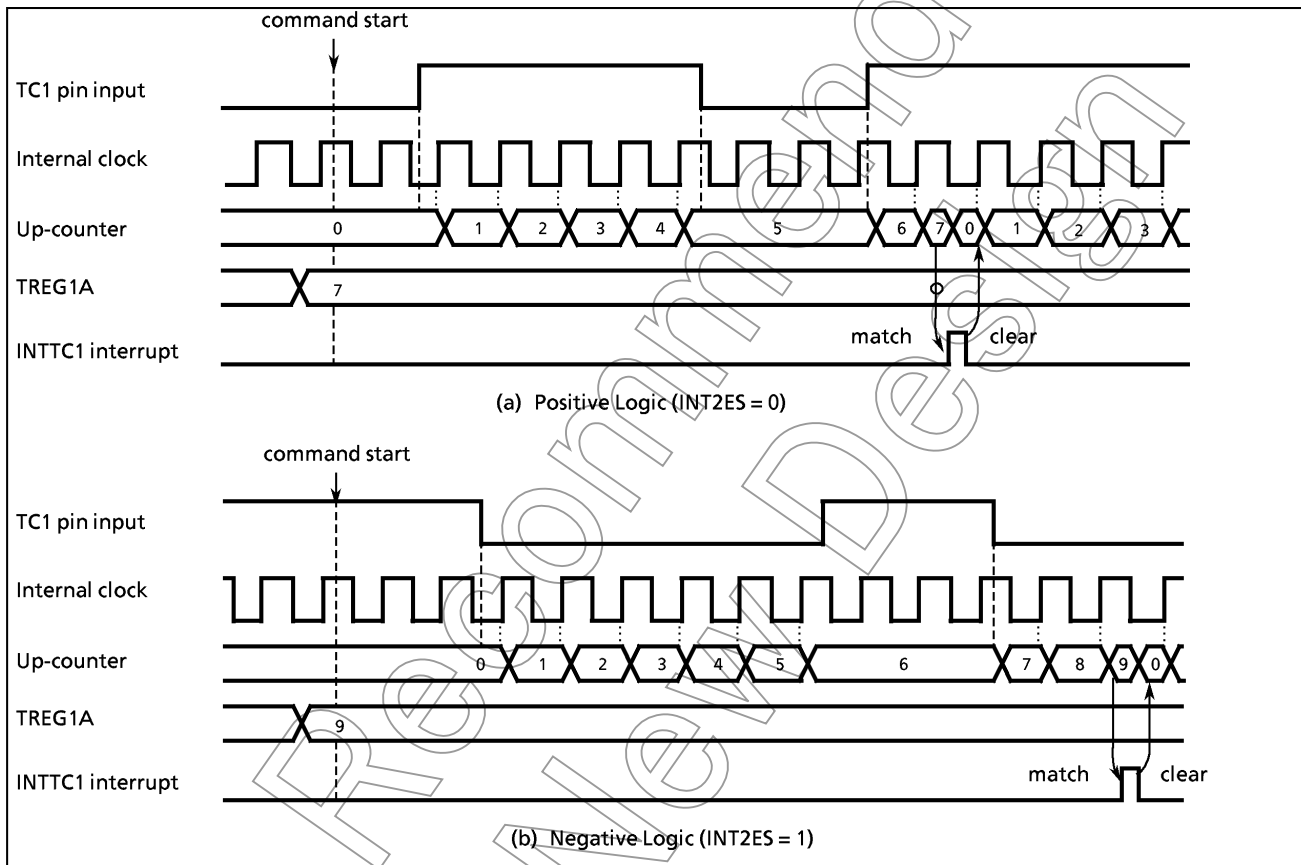 command start
TC1 pin input
Internal clock
Up-counter 0 1 2 3 4 5 6 7 0 1 2 3
TREG1A 7
match clear
INTTC1 interrupt
(a) Positive Logic (INT2ES = 0)
command start
TC1 pin input
Internal clock
Up-counter 0 1 2 3 4 5 6 7 8 9 0
TREG1A 9
INTTC1 interrupt match clear
(b) Negative Logic (INT2ES = 1)
Recommend
New Design